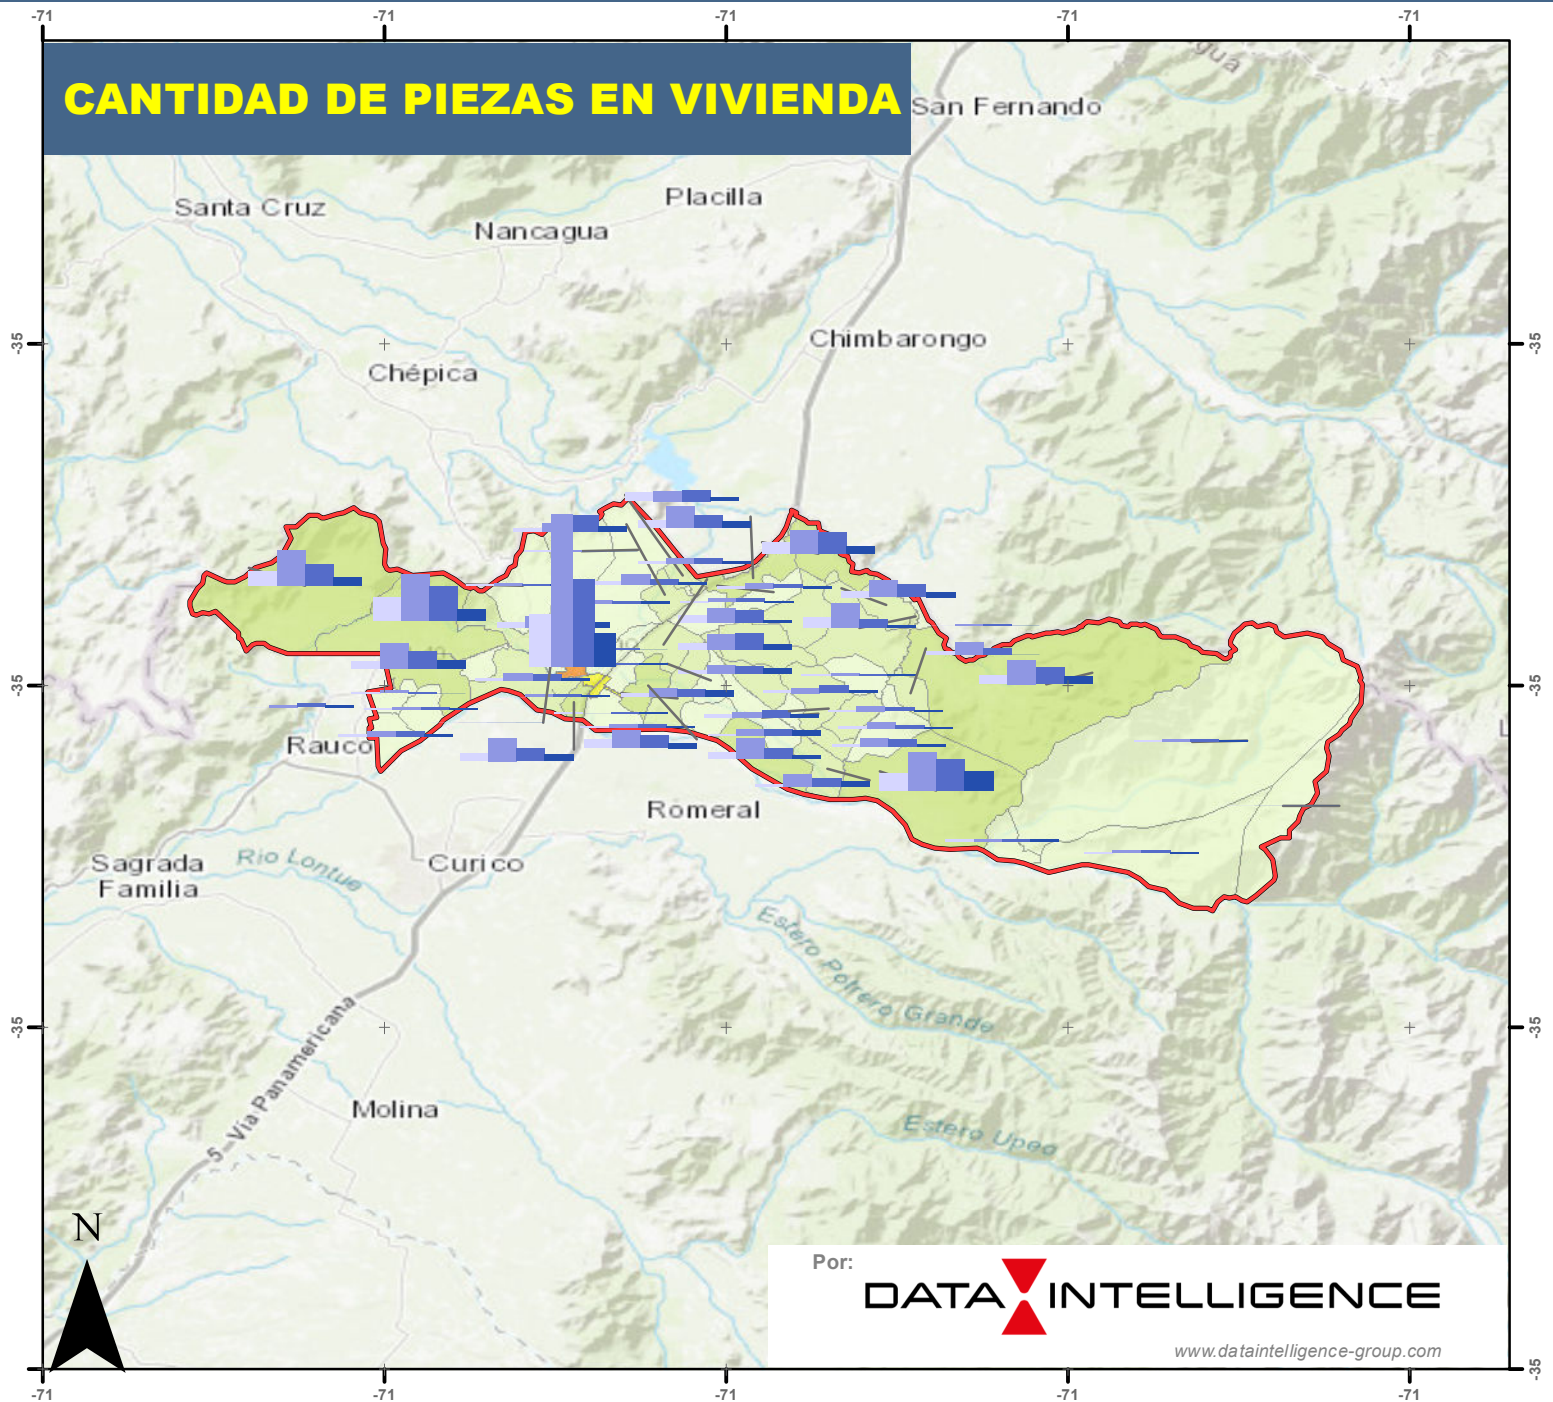 -71 -71 -71 -71 -71
CANTIDAD DE PIEZAS EN VIVIENDA
gua
San Fernando
Placilla
Santa Cruz
Nancagua
-35 Chimbarongo -35
Chépica
-35 -35
Rauco
L
Romeral
Sagrada
Familia
Rio Lontue
Curico
Estero Potrero Grande
-35 -35
5 Via Panamericana
Molina
Estero Upeo
N
Por:
DATA INTELLIGENCE
www.dataintelligence-group.com
-35 -35
-71 -71 -71 -71 -71